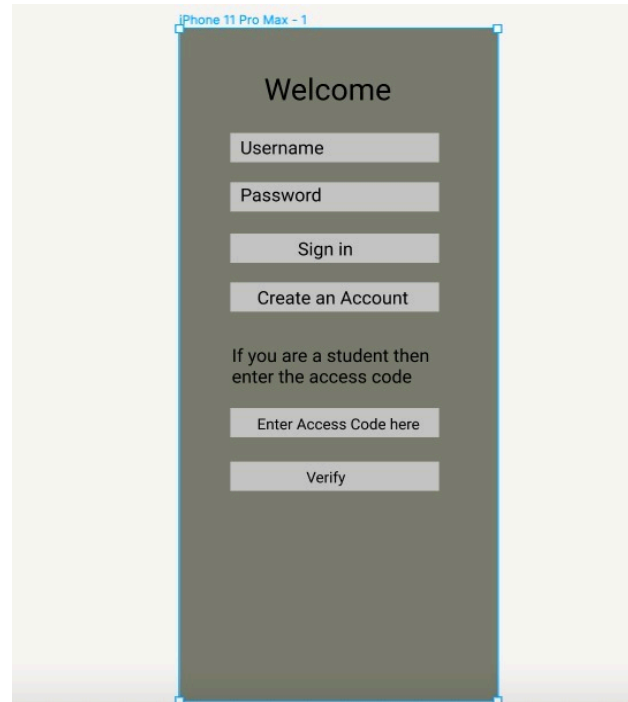 iPhone 11 Pro Max - 1
Welcome
Username
Password
Sign in
Create an Account
If you are a student then
enter the access code
Enter Access Code here
Verify